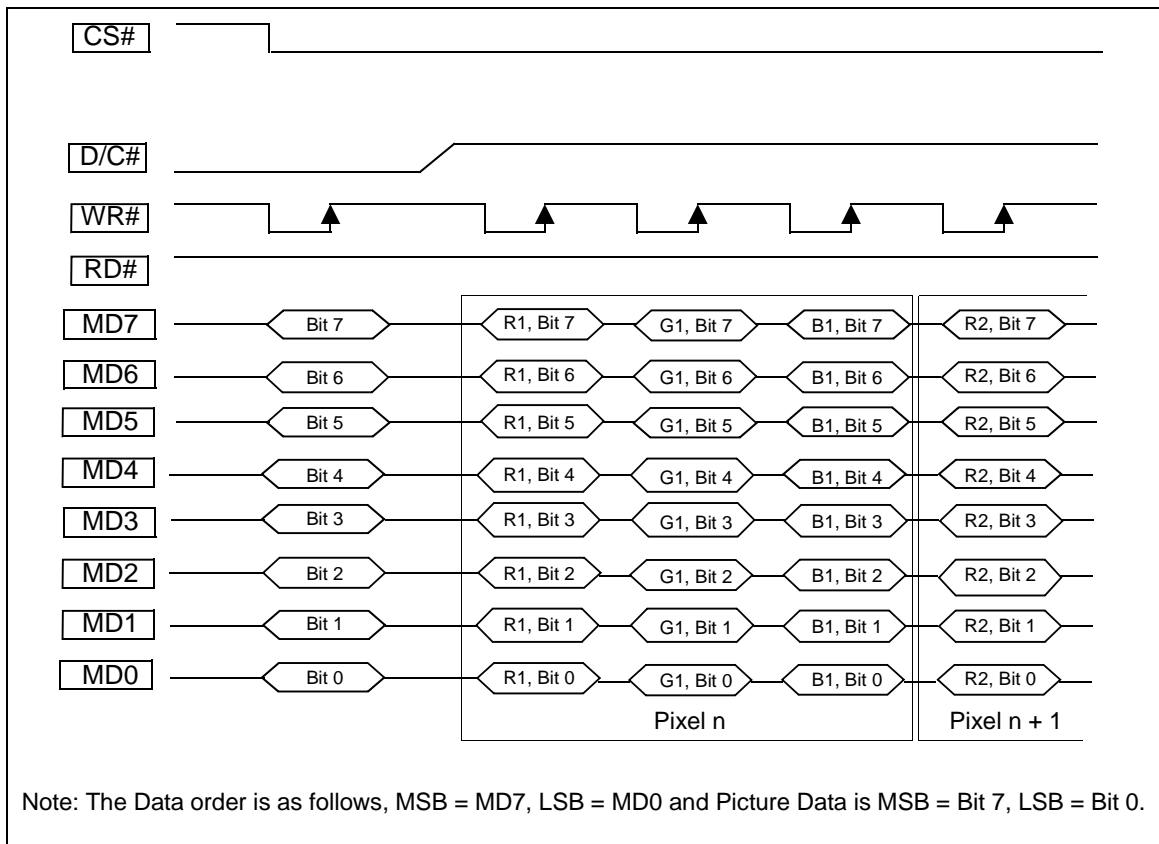 CS#
D/C#
WR#
RD#
MD7 Bit 7 R1, Bit 7 G1, Bit 7 B1, Bit 7 R2, Bit 7
MD6 Bit 6 R1, Bit 6 G1, Bit 6 B1, Bit 6 R2, Bit 6
MD5 Bit 5 R1, Bit 5 G1, Bit 5 B1, Bit 5 R2, Bit 5
MD4 Bit 4 R1, Bit 4 G1, Bit 4 B1, Bit 4 R2, Bit 4
MD3 Bit 3 R1, Bit 3 G1, Bit 3 B1, Bit 3 R2, Bit 3
MD2 Bit 2 R1, Bit 2 G1, Bit 2 B1, Bit 2 R2, Bit 2
MD1 Bit 1 R1, Bit 1 G1, Bit 1 B1, Bit 1 R2, Bit 1
MD0 Bit 0 R1, Bit 0 G1, Bit 0 B1, Bit 0 R2, Bit 0
Pixel n Pixel n + 1
Note: The Data order is as follows, MSB = MD7, LSB = MD0 and Picture Data is MSB = Bit 7, LSB = Bit 0.